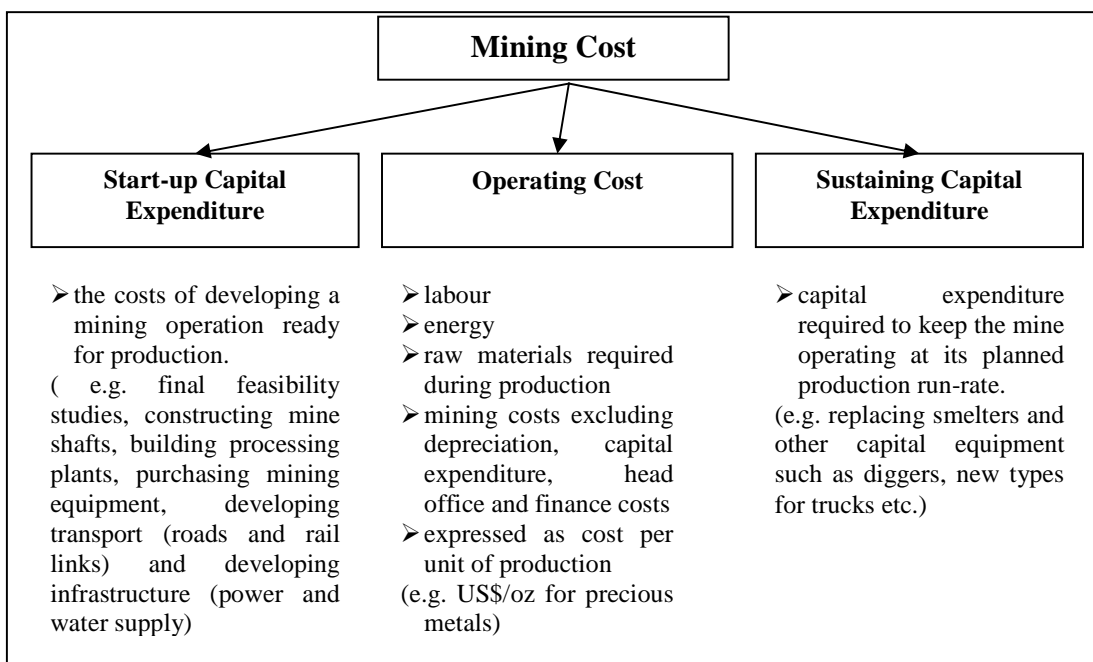 Mining Cost
Start-up Capital
Expenditure
Operating Cost
Sustaining Capital
Expenditure
➢ the costs of developing a
mining operation ready
for production.
( e.g. final feasibility
studies, constructing mine
shafts, building processing
plants, purchasing mining
equipment, developing
transport (roads and rail
links) and developing
infrastructure (power and
water supply)
➢ labour
➢ energy
➢ raw materials required
during production
➢ mining costs excluding
depreciation, capital
expenditure, head
office and finance costs
➢ expressed as cost per
unit of production
(e.g. US$/oz for precious
metals)
➢ capital expenditure
required to keep the mine
operating at its planned
production run-rate.
(e.g. replacing smelters and
other capital equipment
such as diggers, new types
for trucks etc.)